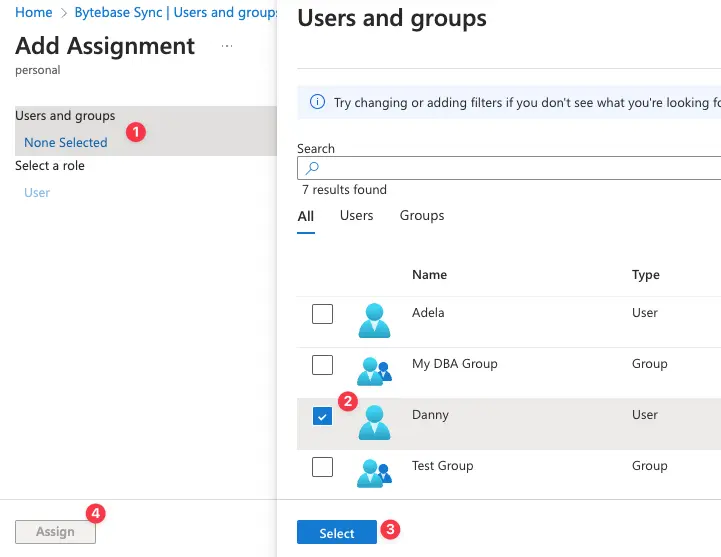 Home > Bytebase Sync | Users and groups
Add Assignment ...
personal
Users and groups
None Selected
1
Select a role
User
Assign
4
Users and groups
Try changing or adding filters if you don't see what you're looking fo
Search
7 results found
All Users Groups
Name Type
Adela User
My DBA Group Group
2
Danny User
Test Group Group
Select
3